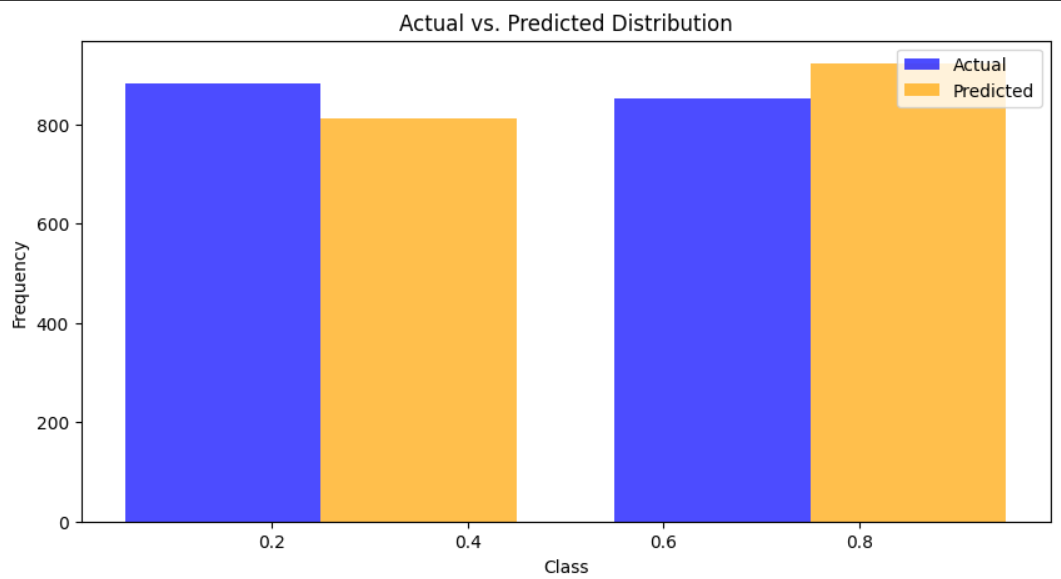 Actual vs. Predicted Distribution
Actual
Predicted
Frequency
800
600
400
200
0
0.2 0.4 0.6 0.8
Class